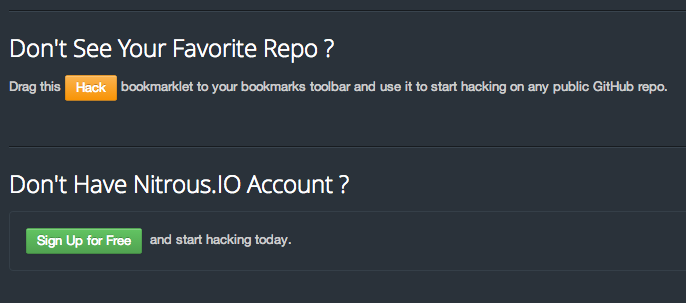 Don't See Your Favorite Repo ?
Drag this Hack bookmarklet to your bookmarks toolbar and use it to start hacking on any public GitHub repo.
Don't Have Nitrous.IO Account ?
Sign Up for Free and start hacking today.